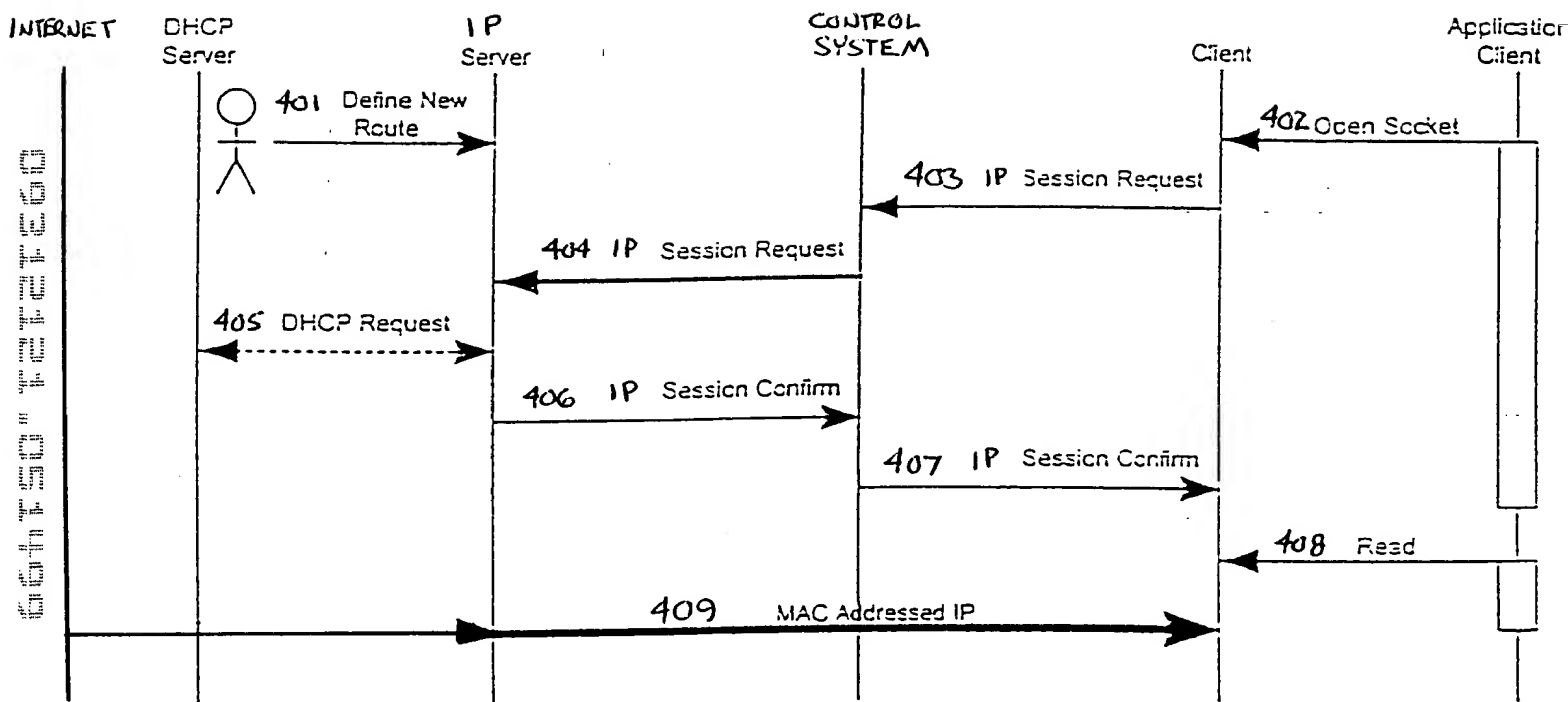 INTERNET
DHCP
Server
IP
Server
CONTROL
SYSTEM
Client
Application
Client
401 Define New
Route
402 Open Socket
403 IP Session Request
404 IP Session Request
405 DHCP Request
406 IP Session Confirm
407 IP Session Confirm
408 Read
409 MAC Addressed IP